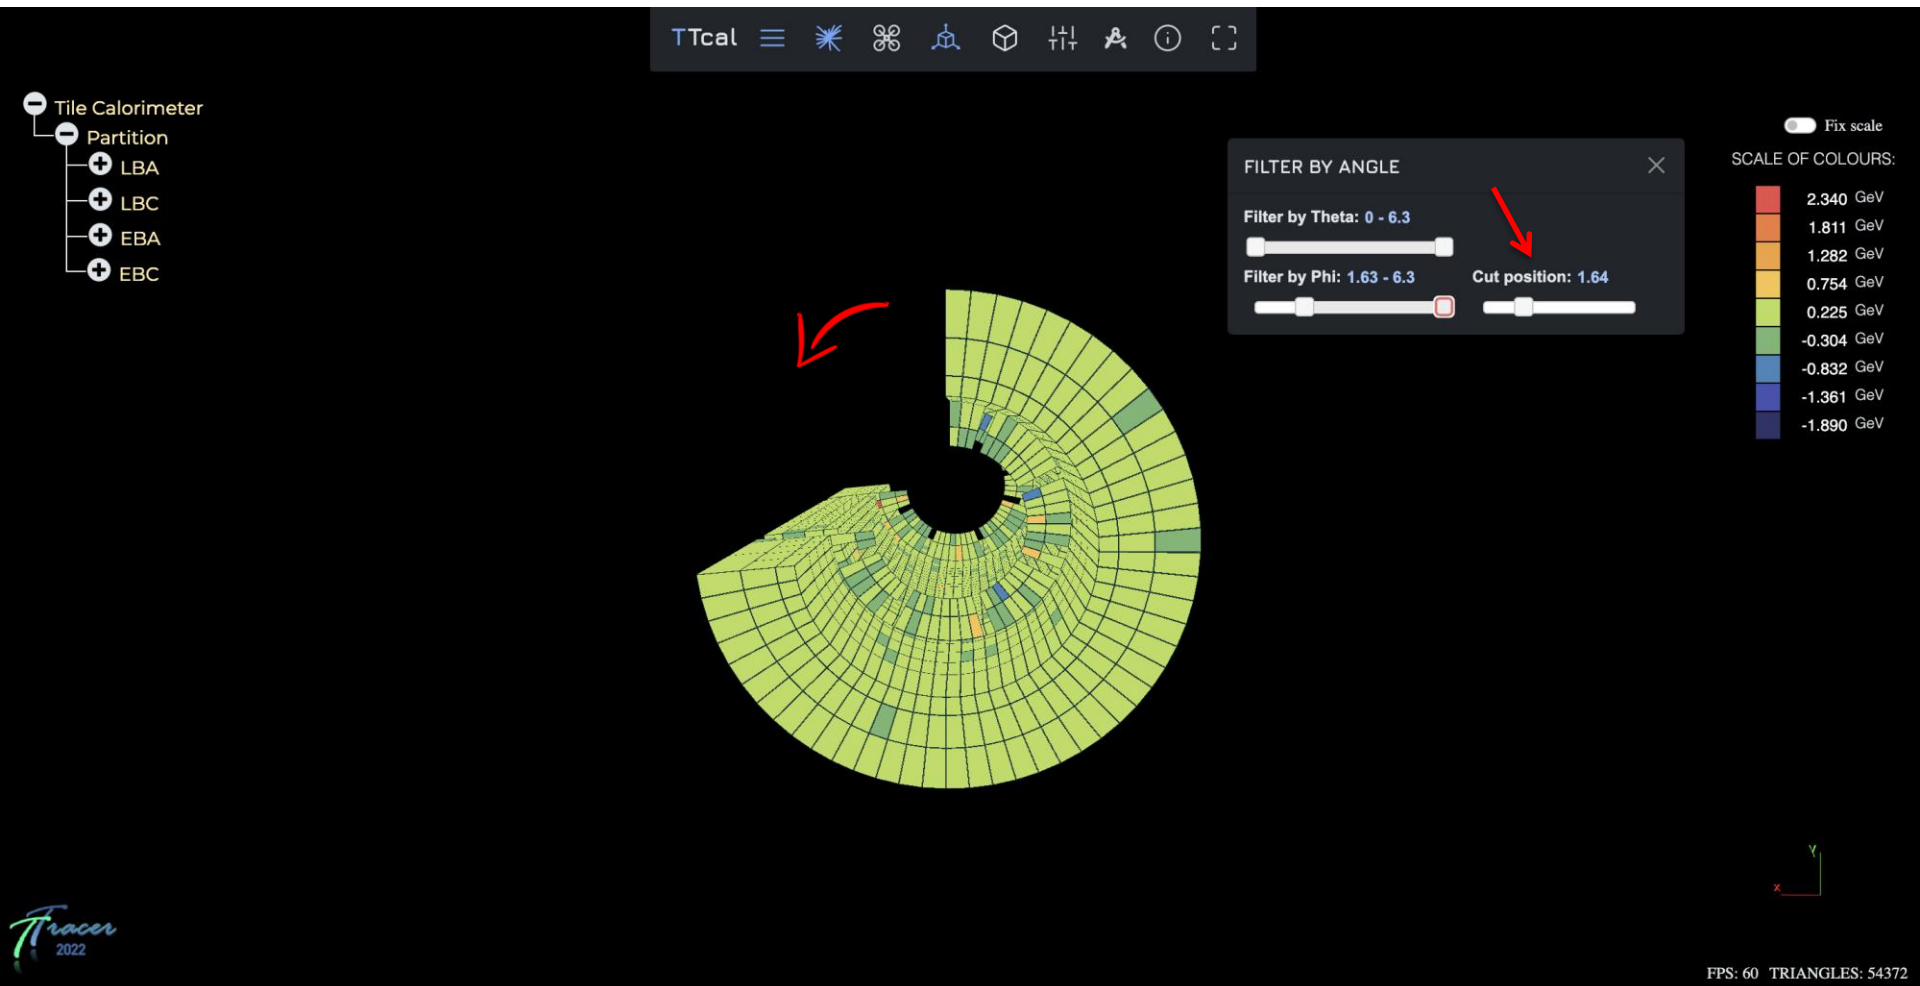 TTcal
Tile Calorimeter
Partition
LBA
LBC
EBA
EBC
FILTER BY ANGLE
Filter by Theta: 0 - 6.3
Filter by Phi: 1.63 - 6.3
Cut position: 1.64
Fix scale
SCALE OF COLOURS:
2.340 GeV
1.811 GeV
1.282 GeV
0.754 GeV
0.225 GeV
-0.304 GeV
-0.832 GeV
-1.361 GeV
-1.890 GeV
Y
X
TTracer
2022
FPS: 60 TRIANGLES: 54372